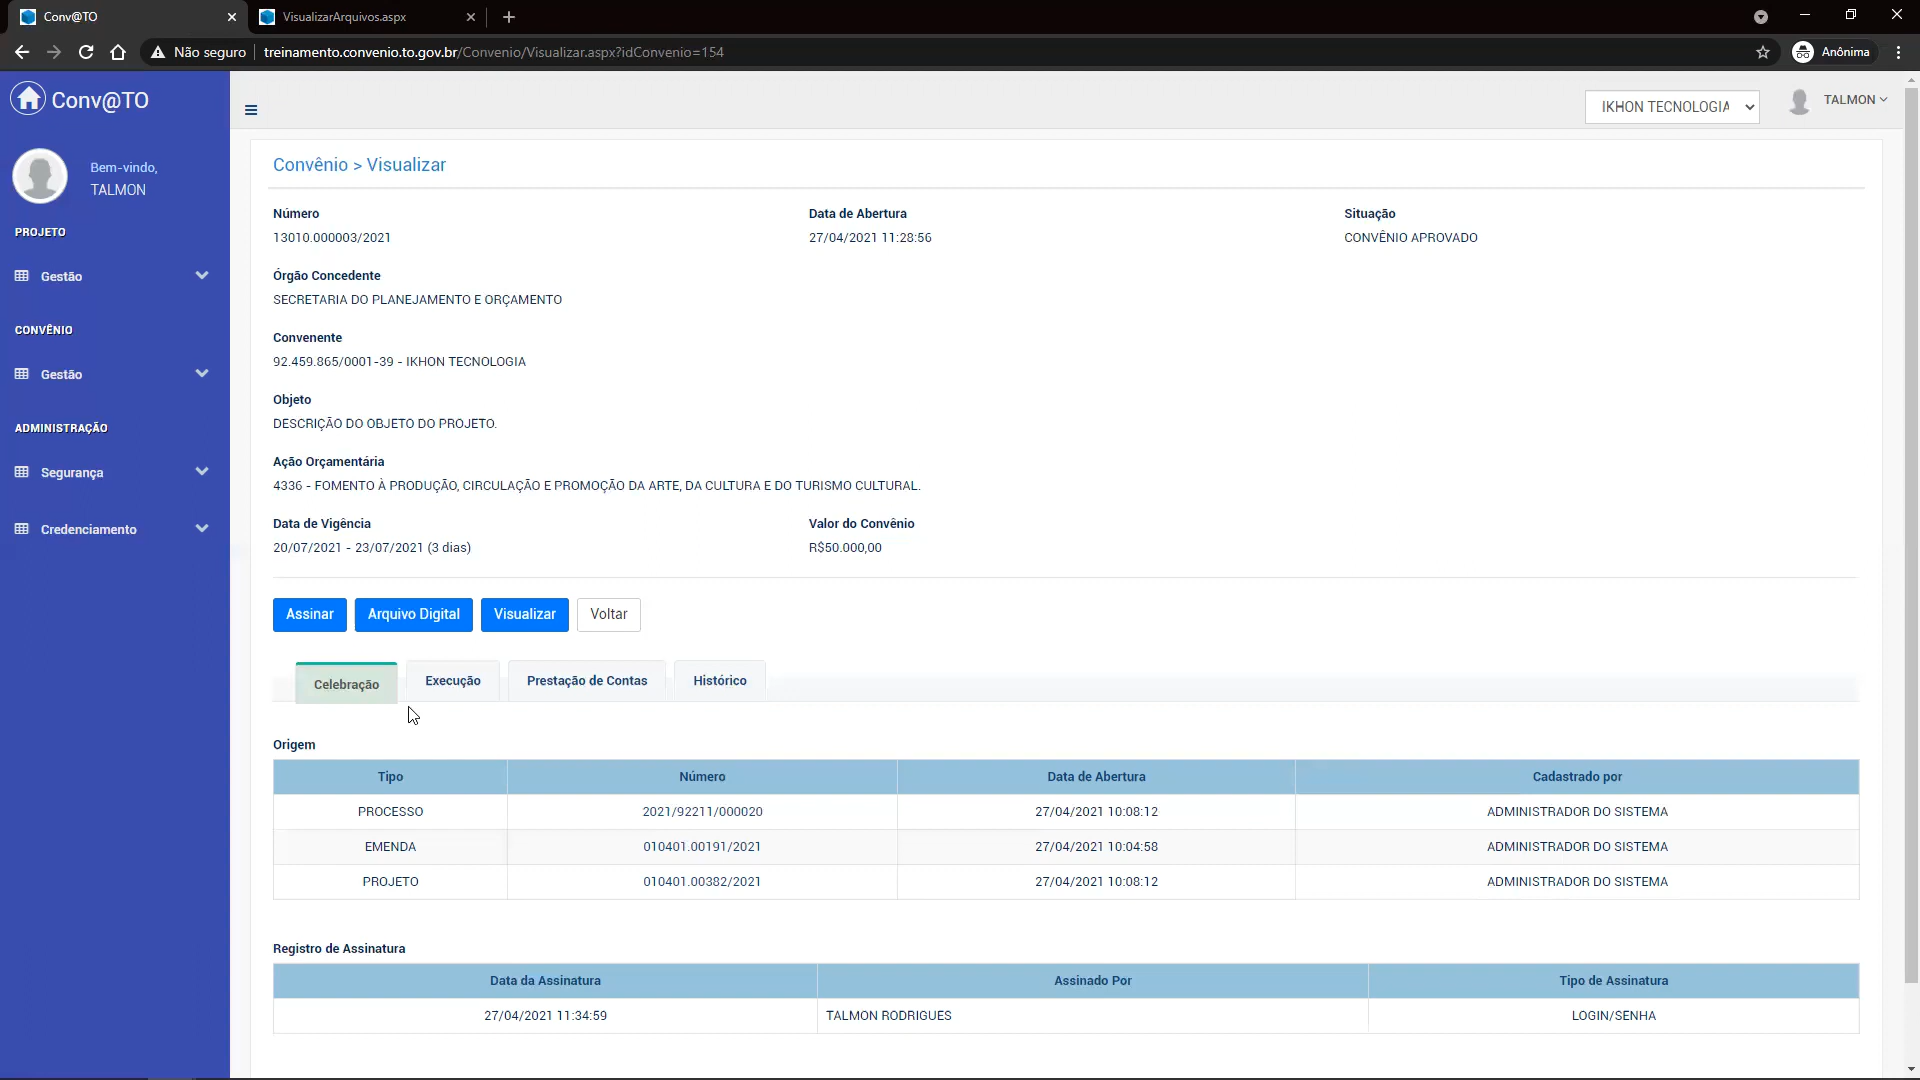 Conv@TO
VisualizarArquivos.aspx
Não seguro
treinamento.convenio.to.gov.br/Convenio/Visualizar.aspx?idConvenio=154
Anônima
Conv@TO
IKHON TECNOLOGIA
TALMON
Bem-vindo,
TALMON
PROJETO
Gestão
CONVÊNIO
Gestão
ADMINISTRAÇÃO
Segurança
Credenciamento
Convênio > Visualizar
Número Data de Abertura Situação
13010.000003/2021 27/04/2021 11:28:56 CONVÊNIO APROVADO
Órgão Concedente
SECRETARIA DO PLANEJAMENTO E ORÇAMENTO
Convenente
92.459.865/0001-39 - IKHON TECNOLOGIA
Objeto
DESCRIÇÃO DO OBJETO DO PROJETO.
Ação Orçamentária
4336 - FOMENTO À PRODUÇÃO, CIRCULAÇÃO E PROMOÇÃO DA ARTE, DA CULTURA E DO TURISMO CULTURAL.
Data de Vigência Valor do Convênio
20/07/2021 - 23/07/2021 (3 dias) R$50.000,00
Assinar Arquivo Digital Visualizar Voltar
Celebração Execução Prestação de Contas Histórico
Origem
Tipo Número Data de Abertura Cadastrado por
PROCESSO 2021/92211/000020 27/04/2021 10:08:12 ADMINISTRADOR DO SISTEMA
EMENDA 010401.00191/2021 27/04/2021 10:04:58 ADMINISTRADOR DO SISTEMA
PROJETO 010401.00382/2021 27/04/2021 10:08:12 ADMINISTRADOR DO SISTEMA
Registro de Assinatura
Data da Assinatura Assinado Por Tipo de Assinatura
27/04/2021 11:34:59 TALMON RODRIGUES LOGIN/SENHA